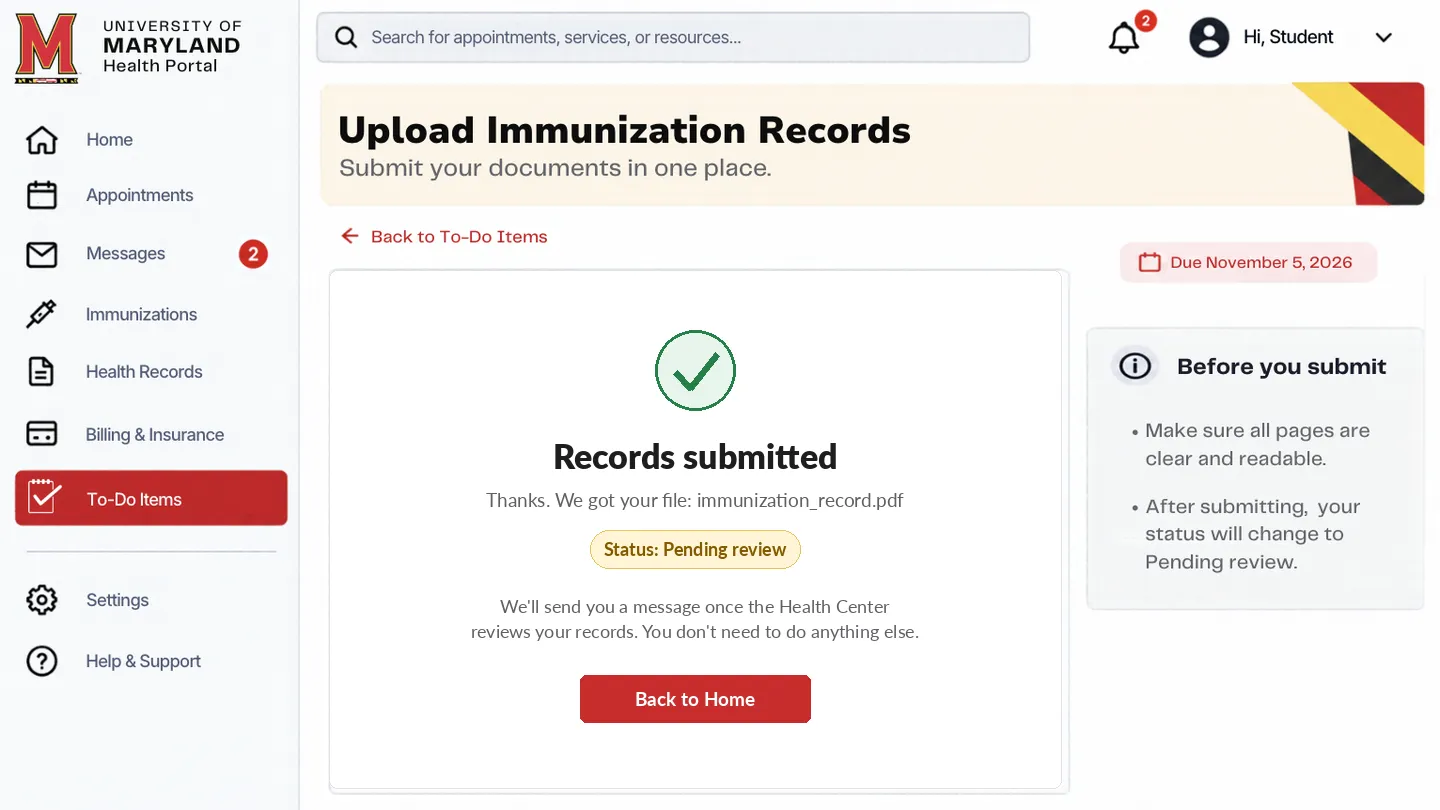 UNIVERSITY OF
MARYLAND
Health Portal
Home
Appointments
Messages
2
Immunizations
Health Records
Billing & Insurance
To-Do Items
Settings
Help & Support
Search for appointments, services, or resources...
2
Hi, Student
Upload Immunization Records
Submit your documents in one place.
Back to To-Do Items
Due November 5, 2026
Records submitted
Thanks. We got your file: immunization_record.pdf
Status: Pending review
We'll send you a message once the Health Center
reviews your records. You don't need to do anything else.
Back to Home
Before you submit
• Make sure all pages are
clear and readable.
• After submitting, your
status will change to
Pending review.